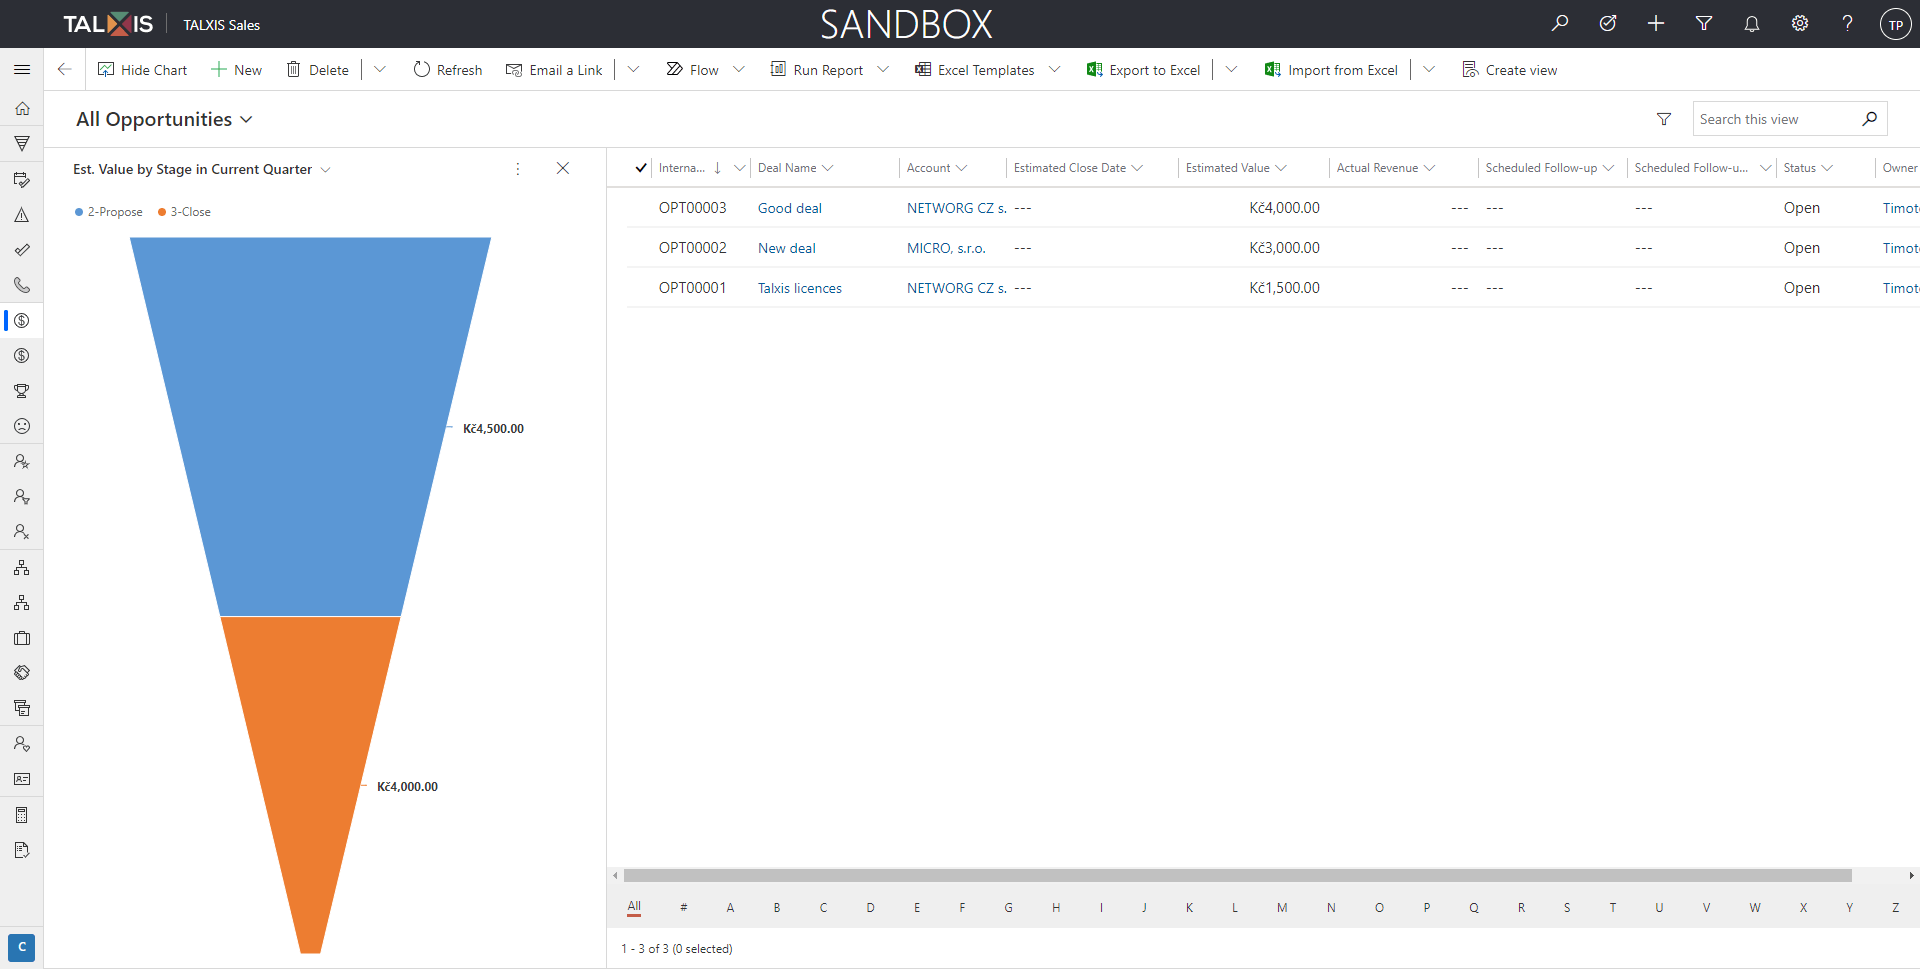 TALXIS TALXIS Sales SANDBOX TP
Hide Chart New Delete Refresh Email a Link Flow Run Report Excel Templates Export to Excel Import from Excel Create view
All Opportunities Search this view
Est. Value by Stage in Current Quarter
2-Propose 3-Close
Kč4,500.00
Kč4,000.00
Interna... Deal Name Account Estimated Close Date Estimated Value Actual Revenue Scheduled Follow-up Scheduled Follow-u... Status Owner
OPT00003 Good deal NETWORG CZ s. --- Kč4,000.00 --- --- --- Open Timot
OPT00002 New deal MICRO, s.r.o. --- Kč3,000.00 --- --- --- Open Timot
OPT00001 Talxis licences NETWORG CZ s. --- Kč1,500.00 --- --- --- Open Timot
All # A B C D E F G H I J K L M N O P Q R S T U V W X Y Z
C
1 - 3 of 3 (0 selected)